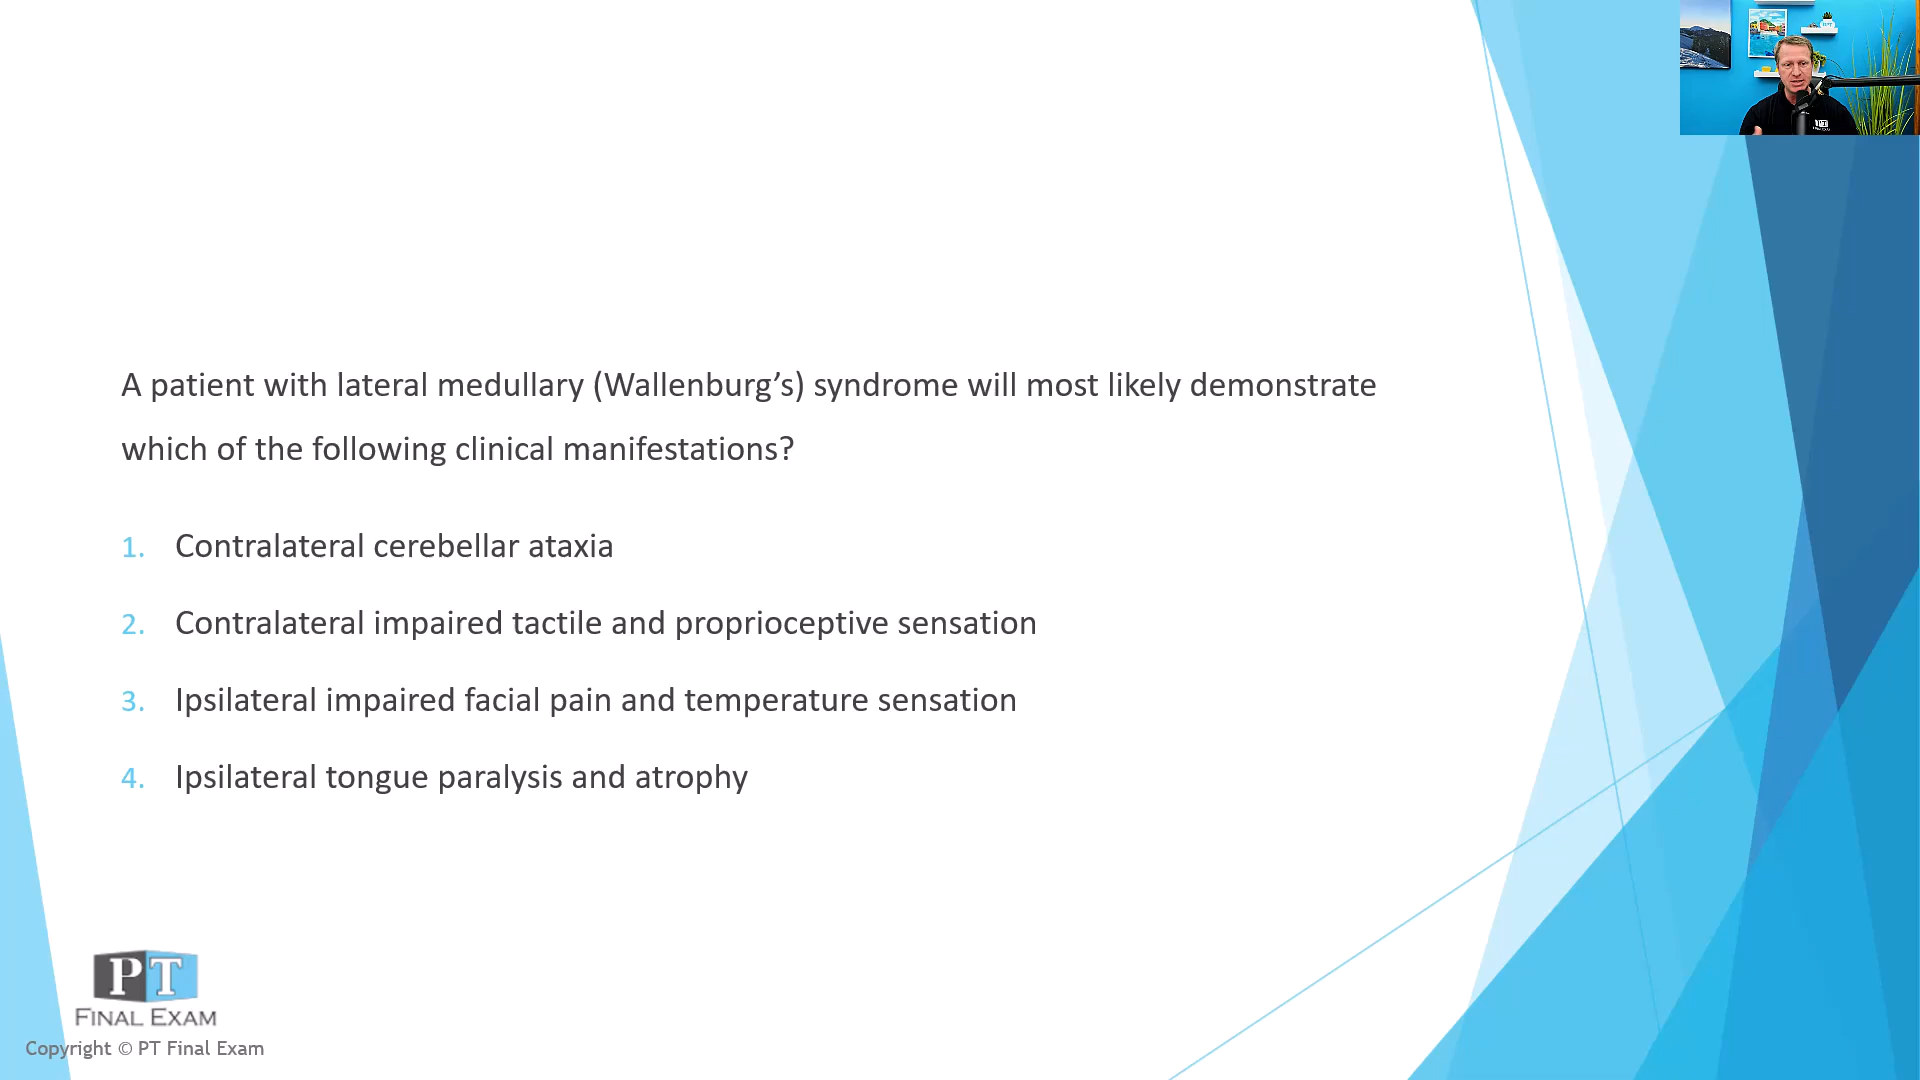 A patient with lateral medullary (Wallenburg’s) syndrome will most likely demonstrate
which of the following clinical manifestations?
1. Contralateral cerebellar ataxia
2. Contralateral impaired tactile and proprioceptive sensation
3. Ipsilateral impaired facial pain and temperature sensation
4. Ipsilateral tongue paralysis and atrophy
PT
FINAL EXAM
Copyright © PT Final Exam